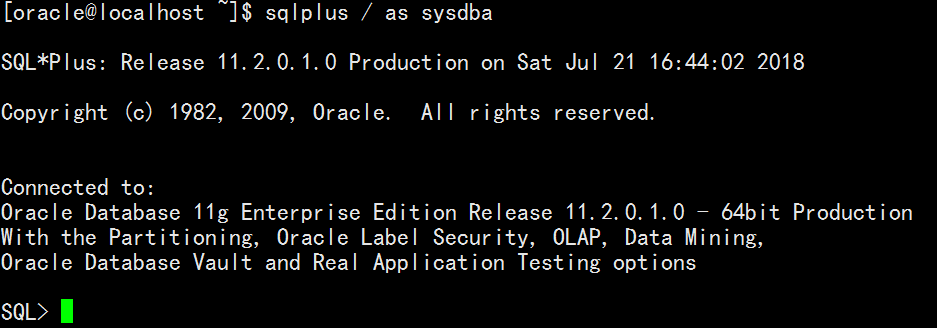 [oracle@localhost ~]$ sqlplus / as sysdba
SQL*Plus: Release 11.2.0.1.0 Production on Sat Jul 21 16:44:02 2018
Copyright (c) 1982, 2009, Oracle.  All rights reserved.
Connected to:
Oracle Database 11g Enterprise Edition Release 11.2.0.1.0 - 64bit Production
With the Partitioning, Oracle Label Security, OLAP, Data Mining,
Oracle Database Vault and Real Application Testing options
SQL>